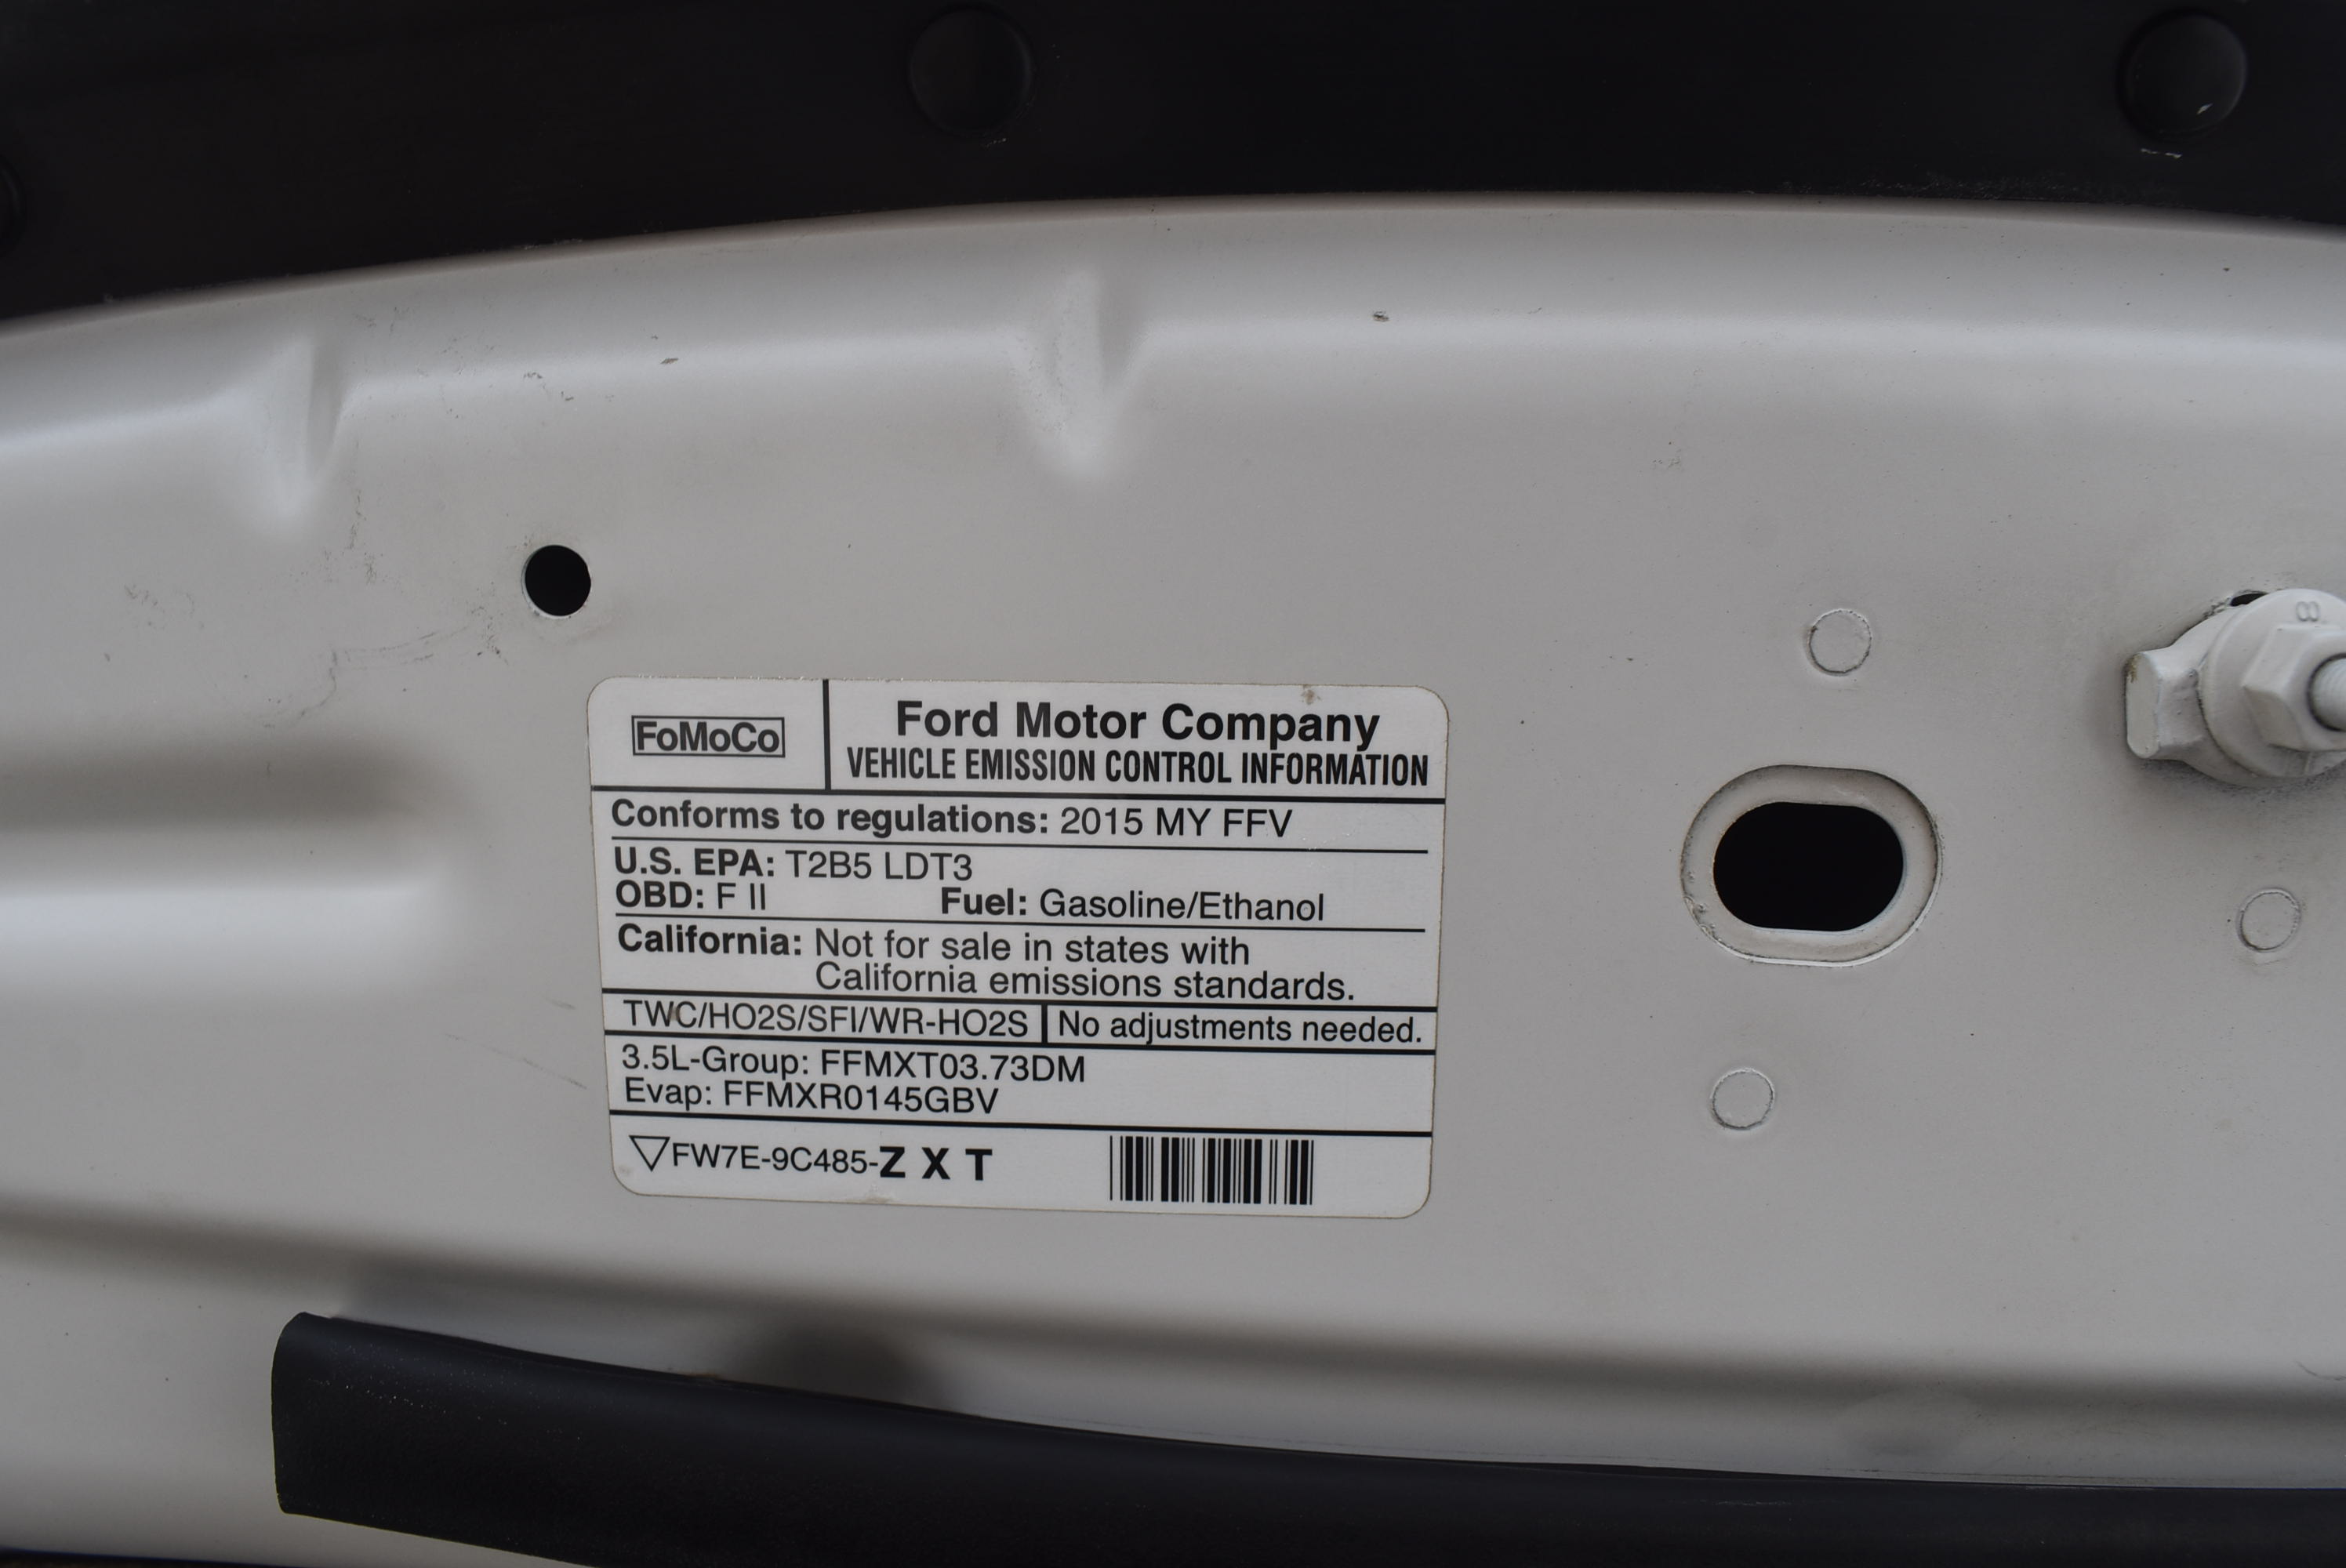 FoMoCo
Ford Motor Company
VEHICLE EMISSION CONTROL INFORMATION
Conforms to regulations: 2015 MY FFV
U.S. EPA: T2B5 LDT3
OBD: F II Fuel: Gasoline/Ethanol
California: Not for sale in states with
California emissions standards.
TWC/HO2S/SFI/WR-HO2S No adjustments needed.
3.5L-Group: FFMXT03.73DM
Evap: FFMXR0145GBV
FW7E-9C485-Z X T
8